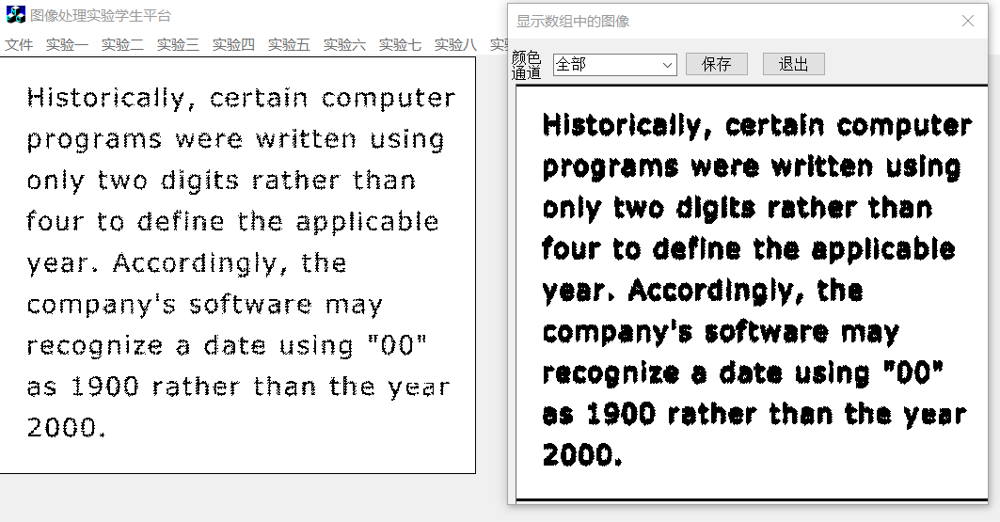 图像处理实验学生平台
文件 实验一 实验二 实验三 实验四 实验五 实验六 实验七 实验八
Historically, certain computer
programs were written using
only two digits rather than
four to define the applicable
year. Accordingly, the
company's software may
recognize a date using "00"
as 1900 rather than the year
2000.
显示数组中的图像
颜色
通道
全部
保存
退出
Historically, certain computer
programs were written using
only two digits rather than
four to define the applicable
year. Accordingly, the
company's software may
recognize a date using "00"
as 1900 rather than the year
2000.